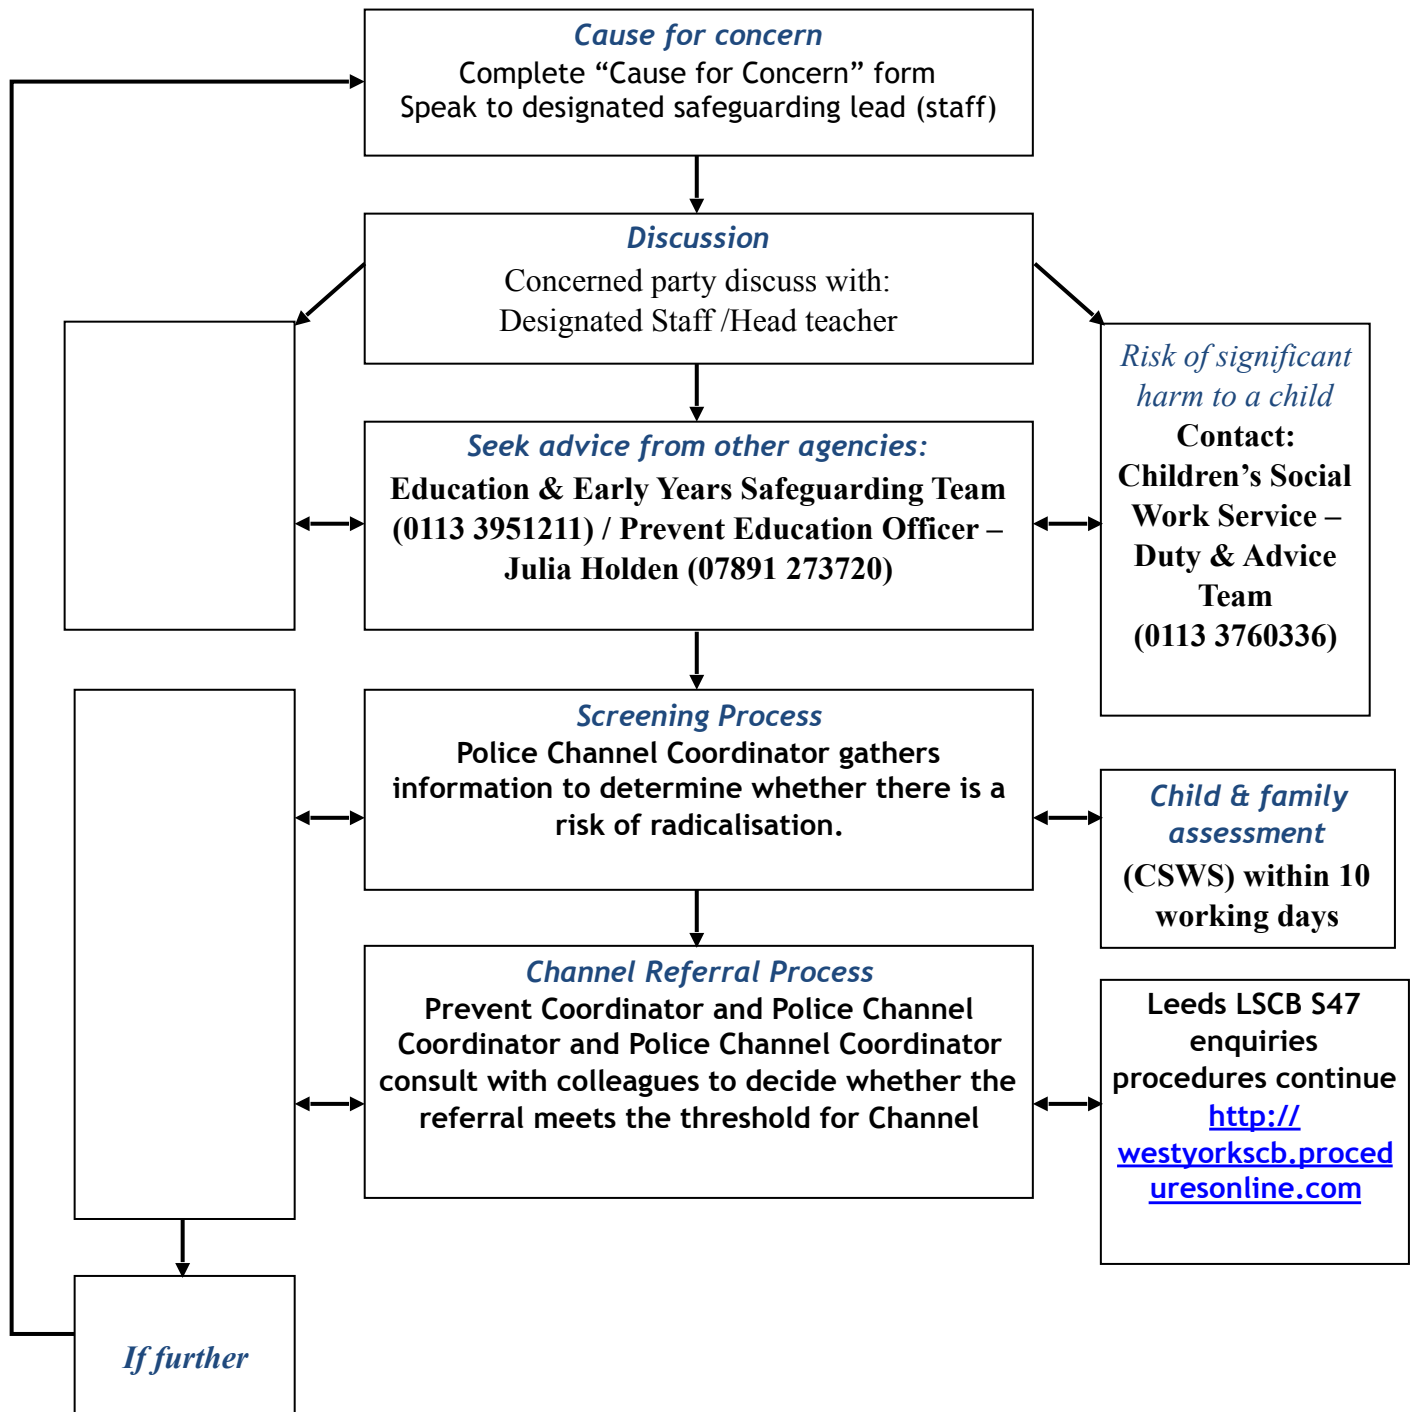 Cause for concern
Complete “Cause for Concern” form
Speak to designated safeguarding lead (staff)
Discussion
Concerned party discuss with:
Designated Staff /Head teacher
Risk of significant
harm to a child
Contact:
Children’s Social
Work Service –
Duty & Advice
Team
(0113 3760336)
Seek advice from other agencies:
Education & Early Years Safeguarding Team
(0113 3951211) / Prevent Education Officer –
Julia Holden (07891 273720)
Screening Process
Police Channel Coordinator gathers
information to determine whether there is a
risk of radicalisation.
Child & family
assessment
(CSWS) within 10
working days
Channel Referral Process
Prevent Coordinator and Police Channel
Coordinator and Police Channel Coordinator
consult with colleagues to decide whether the
referral meets the threshold for Channel
Leeds LSCB S47
enquiries
procedures continue
http://
westyorkscb.proced
uresonline.com
If further